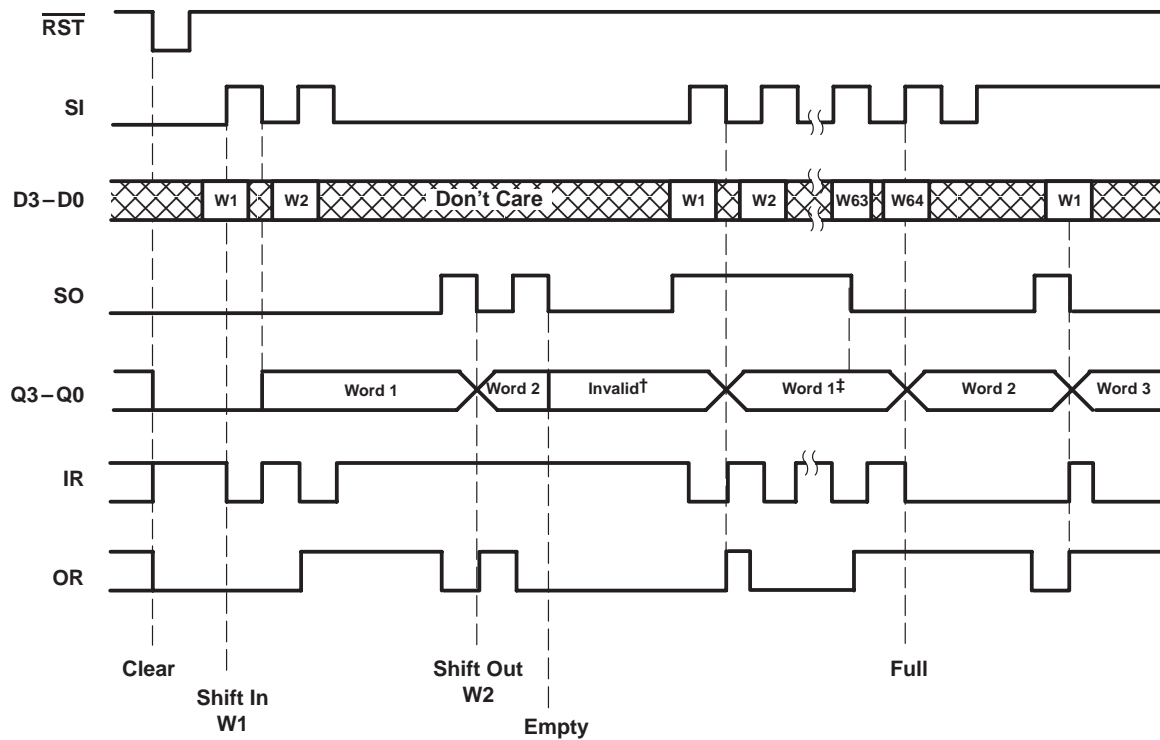 RST
SI
D3–D0 W1 W2 Don't Care W1 W2 W63 W64 W1
SO
Q3–Q0 Word 1 Word 2 Invalid† Word 1‡ Word 2 Word 3
IR
OR
Clear Shift Out Full
W2
Shift In
W1
Empty